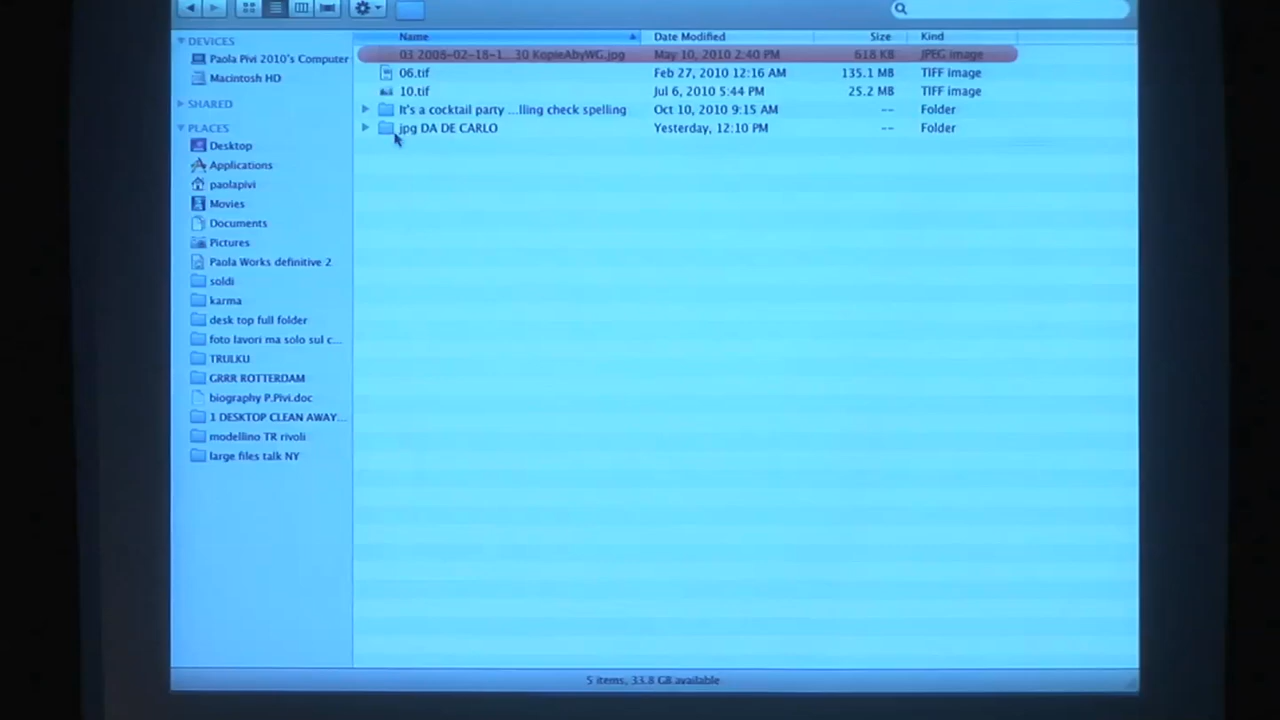 Name Date Modified Size Kind
DEVICES
Paola Pivi 2010's Computer
Macintosh HD
SHARED
PLACES
Desktop
Applications
paolapivi
Movies
Documents
Pictures
Paola Works definitive 2
soldi
karma
desk top full folder
foto lavori ma solo sul c...
TRULKU
GRRR ROTTERDAM
biography P.Pivi.doc
1 DESKTOP CLEAN AWAY...
modellino TR rivoli
large files talk NY
03 2005-02-18-1... 30 KopieAbyWG.jpg May 10, 2010 2:40 PM 618 KB JPEG image
06.tif Feb 27, 2010 12:16 AM 135.1 MB TIFF image
10.tif Jul 6, 2010 5:44 PM 25.2 MB TIFF image
It's a cocktail party ...lling check spelling Oct 10, 2010 9:15 AM -- Folder
jpg DA DE CARLO Yesterday, 12:10 PM -- Folder
5 items, 33.8 GB available